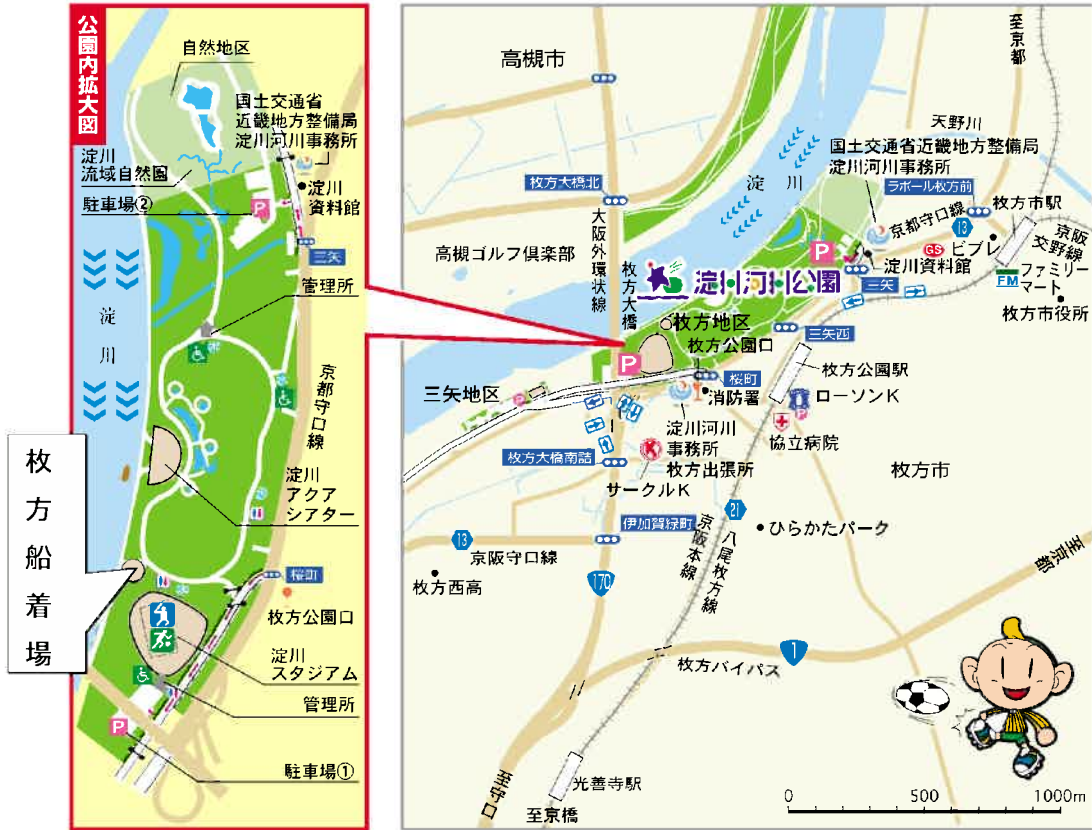 公園内拡大図
自然地区
国土交通省
近畿地方整備局
淀川河川事務所
淀川
流域自然園
淀川
資料館
駐車場②
P
三矢
管理所
淀
川
京都守口線
枚方船着場
淀川
アクア
シアター
桜町
枚方公園口
淀川
スタジアム
管理所
P
駐車場①
高槻市
至京都
天野川
国土交通省近畿地方整備局
淀川河川事務所
ラポール枚方前
枚方市駅
枚方大橋北
淀
川
京都守口線
13
京阪
交野線
大阪外環状線
高槻ゴルフ倶楽部
枚方大橋
P
GS
ビブレ
淀川資料館
FM
ファミリー
マート
淀川河川公園
三矢
枚方市役所
枚方地区
三矢西
枚方公園口
P
桜町
枚方公園駅
三矢地区
P
消防署
ローソンK
P
淀川河川
事務所
枚方出張所
協立病院
枚方大橋南詰
K
サークルK
枚方市
伊加賀緑町
21
ひらかたパーク
13
京阪守口線
京阪本線
八尾枚方線
至京都
枚方西高
170
1
枚方バイパス
光善寺駅
至守口
至京橋
0 500 1000m